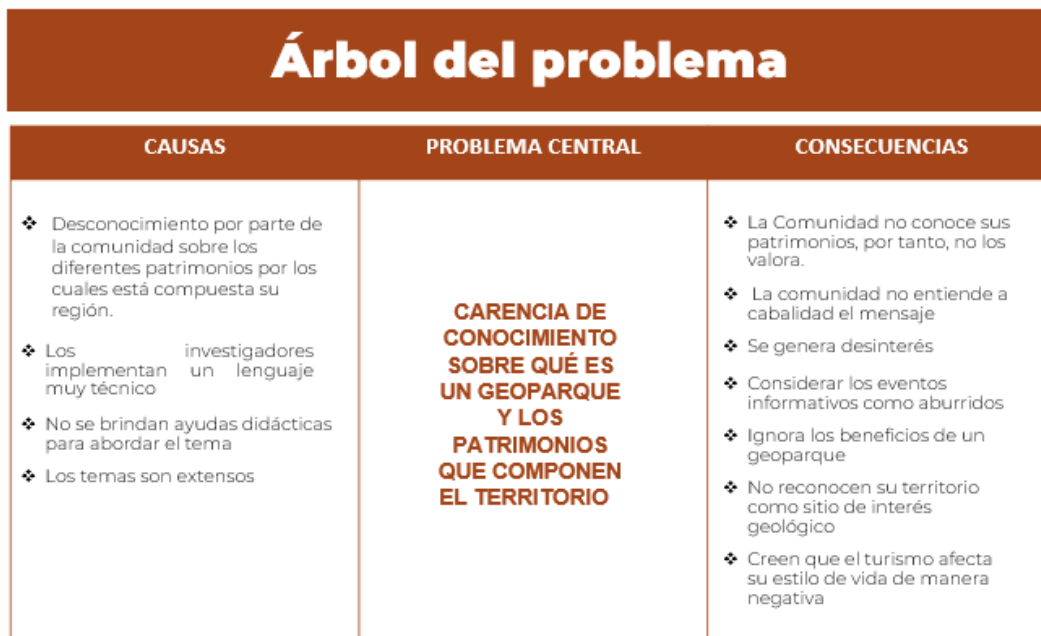 Árbol del problema
CAUSAS
PROBLEMA CENTRAL
CONSECUENCIAS
❖ Desconocimiento por parte de
la comunidad sobre los
diferentes patrimonios por los
cuales está compuesta su
región.
❖ Los investigadores
implementan un lenguaje
muy técnico
❖ No se brindan ayudas didácticas
para abordar el tema
❖ Los temas son extensos
CARENCIA DE
CONOCIMIENTO
SOBRE QUÉ ES
UN GEOPARQUE
Y LOS
PATRIMONIOS
QUE COMPONEN
EL TERRITORIO
❖ La Comunidad no conoce sus
patrimonios, por tanto, no los
valora.
❖ La comunidad no entiende a
cabalidad el mensaje
❖ Se genera desinterés
❖ Considerar los eventos
informativos como aburridos
❖ Ignora los beneficios de un
geoparque
❖ No reconocen su territorio
como sitio de interés
geológico
❖ Creen que el turismo afecta
su estilo de vida de manera
negativa